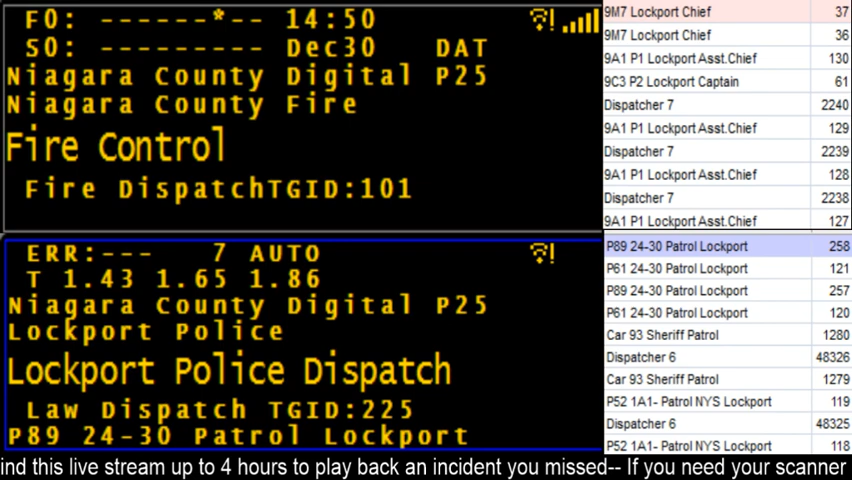 F0: ------*-- 14:50
S0: --------- Dec30 DAT
Niagara County Digital P25
Niagara County Fire
Fire Control
Fire DispatchTGID:101
9M7 Lockport Chief 37
9M7 Lockport Chief 36
9A1 P1 Lockport Asst.Chief 130
9C3 P2 Lockport Captain 61
Dispatcher 7 2240
9A1 P1 Lockport Asst.Chief 129
Dispatcher 7 2239
9A1 P1 Lockport Asst.Chief 128
Dispatcher 7 2238
9A1 P1 Lockport Asst.Chief 127
ERR:--- 7 AUTO
T 1.43 1.65 1.86
Niagara County Digital P25
Lockport Police
Lockport Police Dispatch
Law Dispatch TGID:225
P89 24-30 Patrol Lockport
P89 24-30 Patrol Lockport 258
P61 24-30 Patrol Lockport 121
P89 24-30 Patrol Lockport 257
P61 24-30 Patrol Lockport 120
Car 93 Sheriff Patrol 1280
Dispatcher 6 48326
Car 93 Sheriff Patrol 1279
P52 1A1- Patrol NYS Lockport 119
Dispatcher 6 48325
P52 1A1- Patrol NYS Lockport 118
ind this live stream up to 4 hours to play back an incident you missed-- If you need your scanner